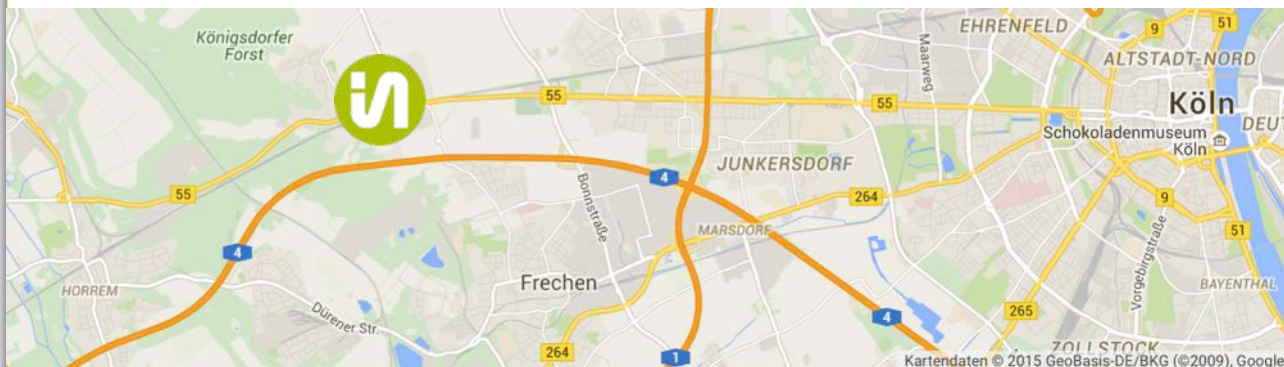 EHRENFELD
9
51
Königsdorfer
Forst
Maarweg
ALTSTADT-NORD
55
55
Köln
Schokoladenmuseum
Köln
JUNKERSDORF
4
264
55
Bonnstraße
9
MARSDORF
51
4
Vorgebirgstraße
Frechen
HORREM
BAYENTHAL
Dürener Str.
265
4
264
1
ZOLLSTOCK
Kartendaten © 2015 GeoBasis-DE/BKG (©2009), Google